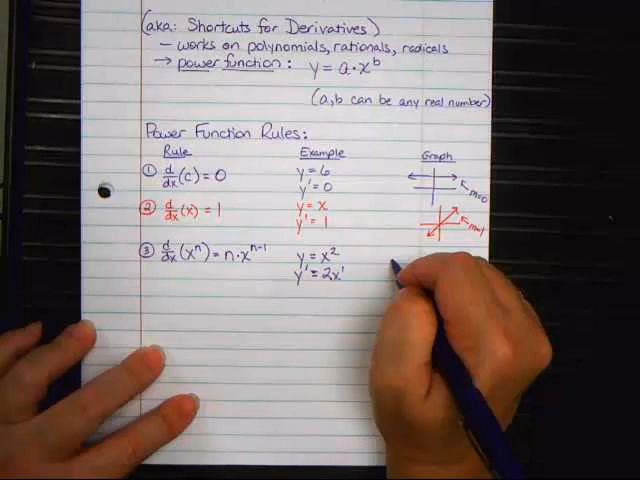 (aka: Shortcuts for Derivatives)
– works on polynomials, rationals, radicals
→ power function: y = a·x^b
(a,b can be any real number)
Power Function Rules:
Rule Example Graph
① d/dx (c) = 0 y = 6
y' = 0 m=0
② d/dx (x) = 1 y = x
y' = 1 m=1
③ d/dx (x^n) = n·x^(n-1) y = x^2
y' = 2x^1